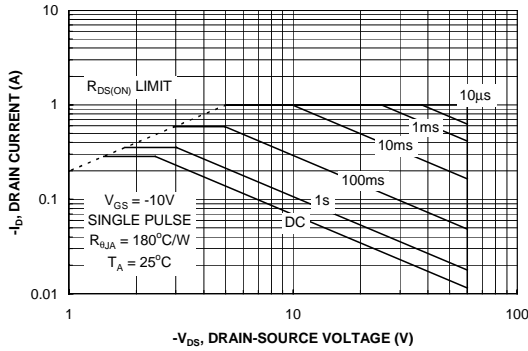 10
1
0.1
0.01
-I_D, DRAIN CURRENT (A)
R_DS(ON) LIMIT
10μs
1ms
10ms
100ms
1s
DC
V_GS = -10V
SINGLE PULSE
R_θJA = 180°C/W
T_A = 25°C
1
10
100
-V_DS, DRAIN-SOURCE VOLTAGE (V)